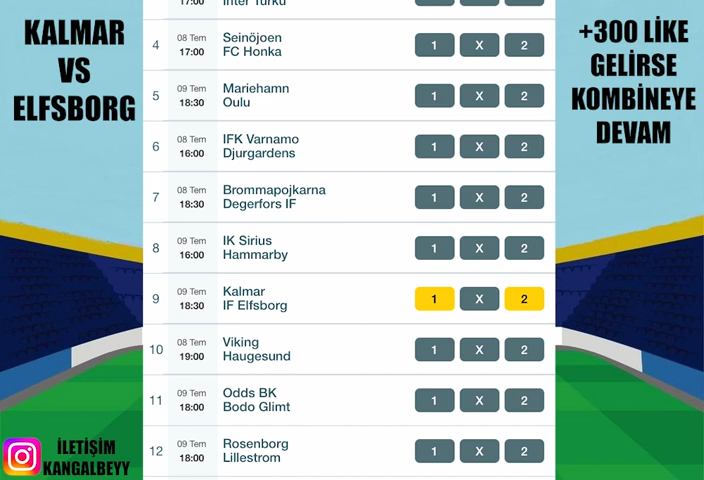 KALMAR
VS
ELFSBORG
+300 LİKE
GELİRSE
KOMBİNEYE
DEVAM
17:00 Inter Turku
4 08 Tem 17:00 Seinöjoen FC Honka 1 X 2
5 09 Tem 18:30 Mariehamn Oulu 1 X 2
6 08 Tem 16:00 IFK Varnamo Djurgardens 1 X 2
7 08 Tem 18:30 Brommapojkarna Degerfors IF 1 X 2
8 09 Tem 16:00 IK Sirius Hammarby 1 X 2
9 09 Tem 18:30 Kalmar IF Elfsborg 1 X 2
10 08 Tem 19:00 Viking Haugesund 1 X 2
11 09 Tem 18:00 Odds BK Bodo Glimt 1 X 2
12 09 Tem 18:00 Rosenborg Lillestrom 1 X 2
İLETİŞİM
KANGALBEYY